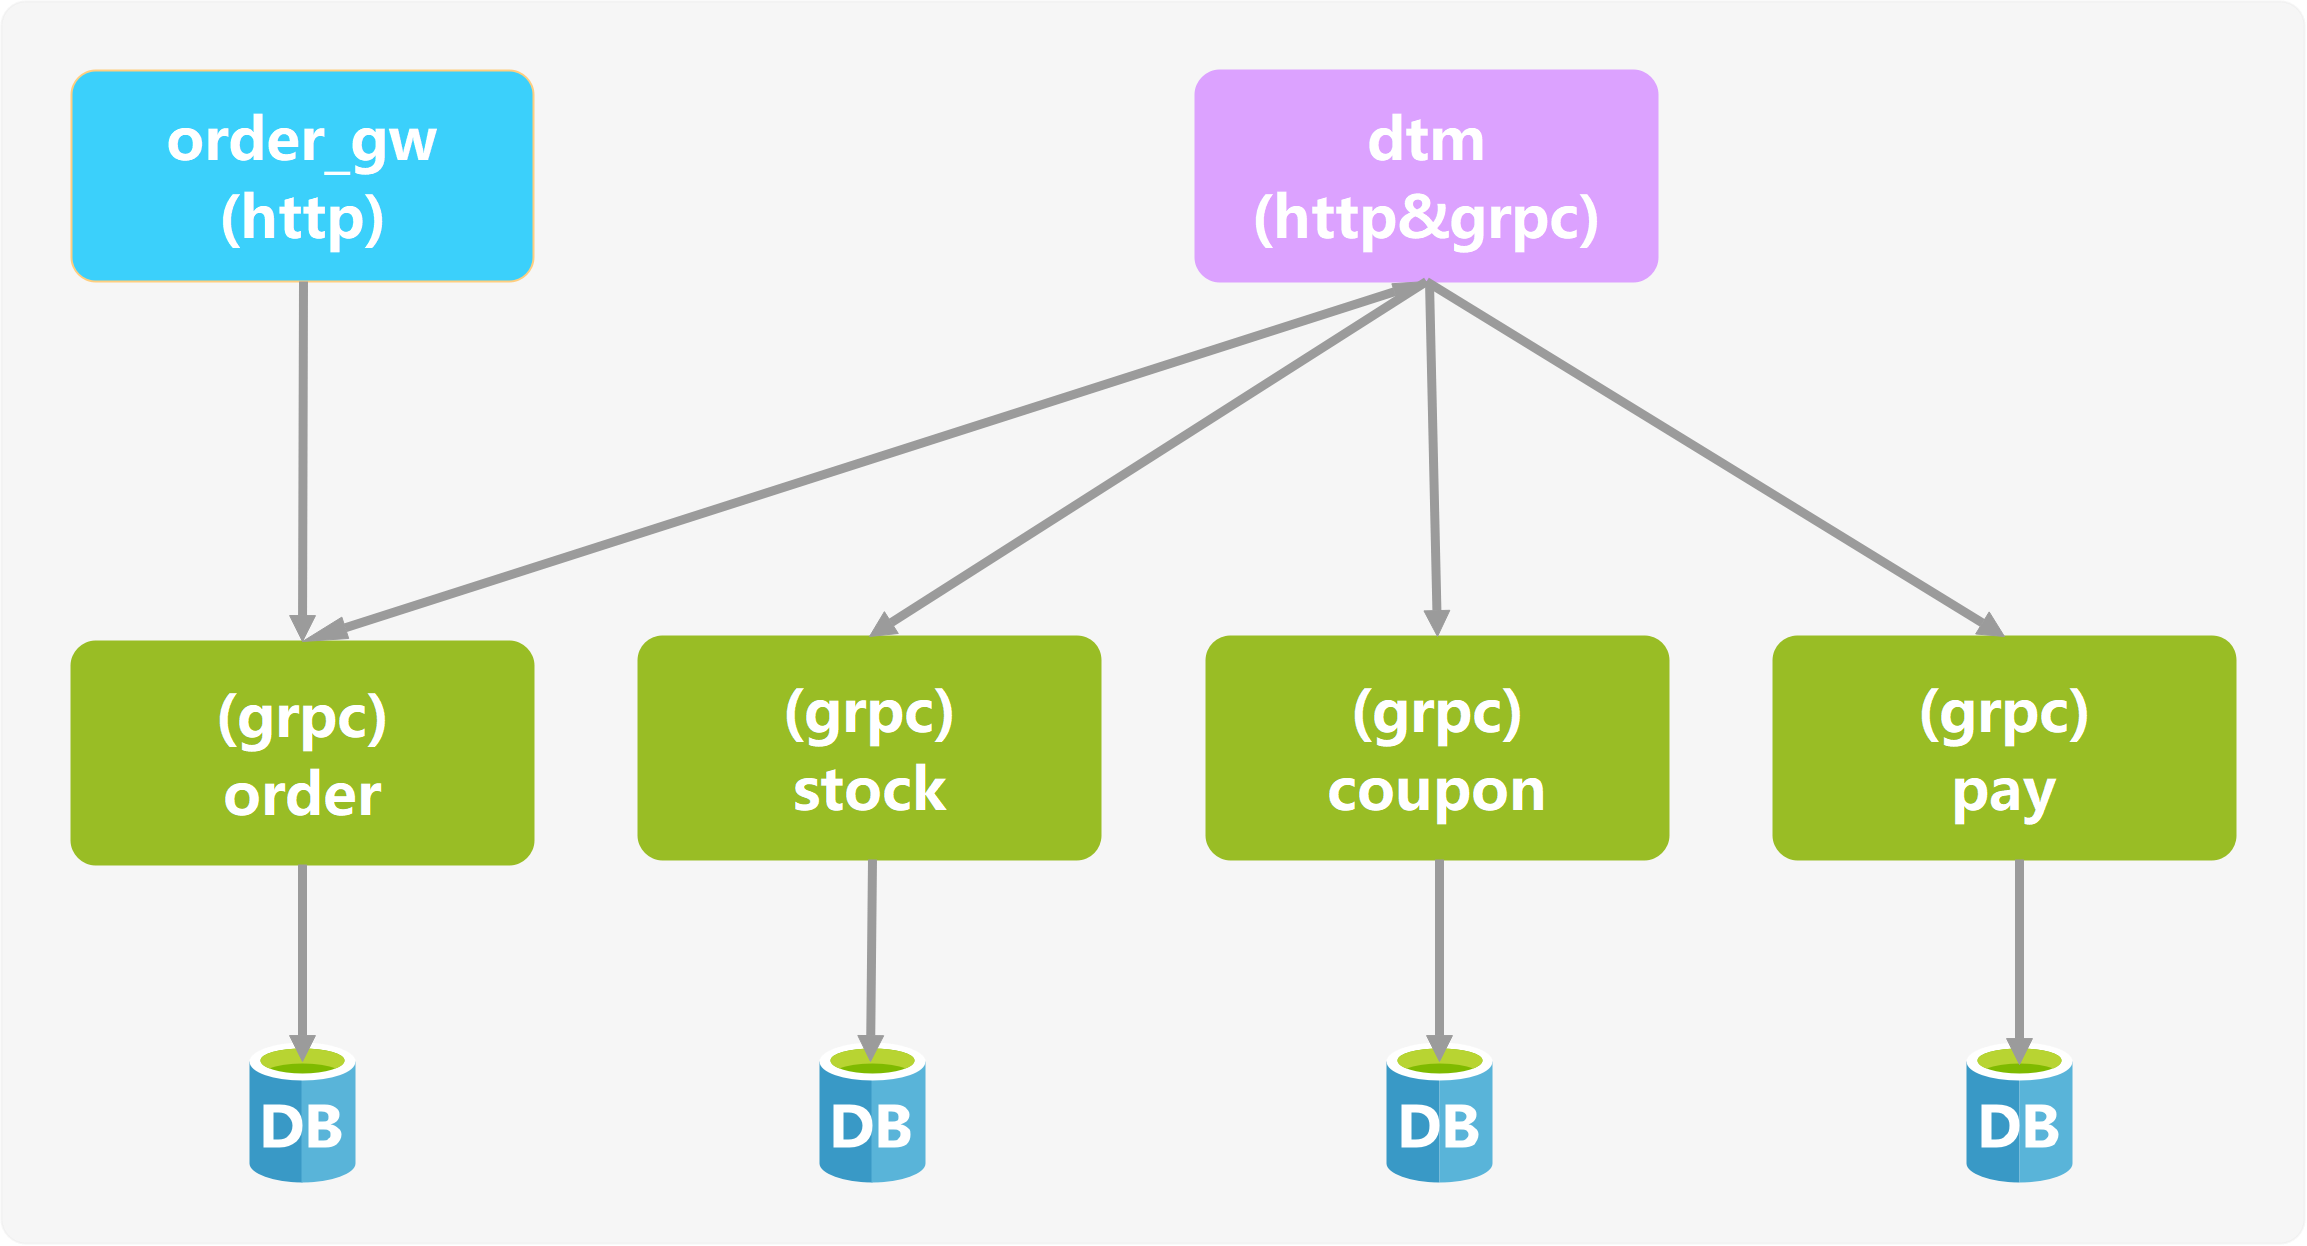 order_gw
(http)
dtm
(http&grpc)
(grpc)
order
(grpc)
stock
(grpc)
coupon
(grpc)
pay
DB
DB
DB
DB